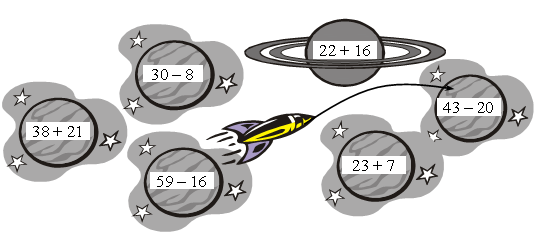 22 + 16
30 – 8
43 – 20
38 + 21
23 + 7
59 – 16